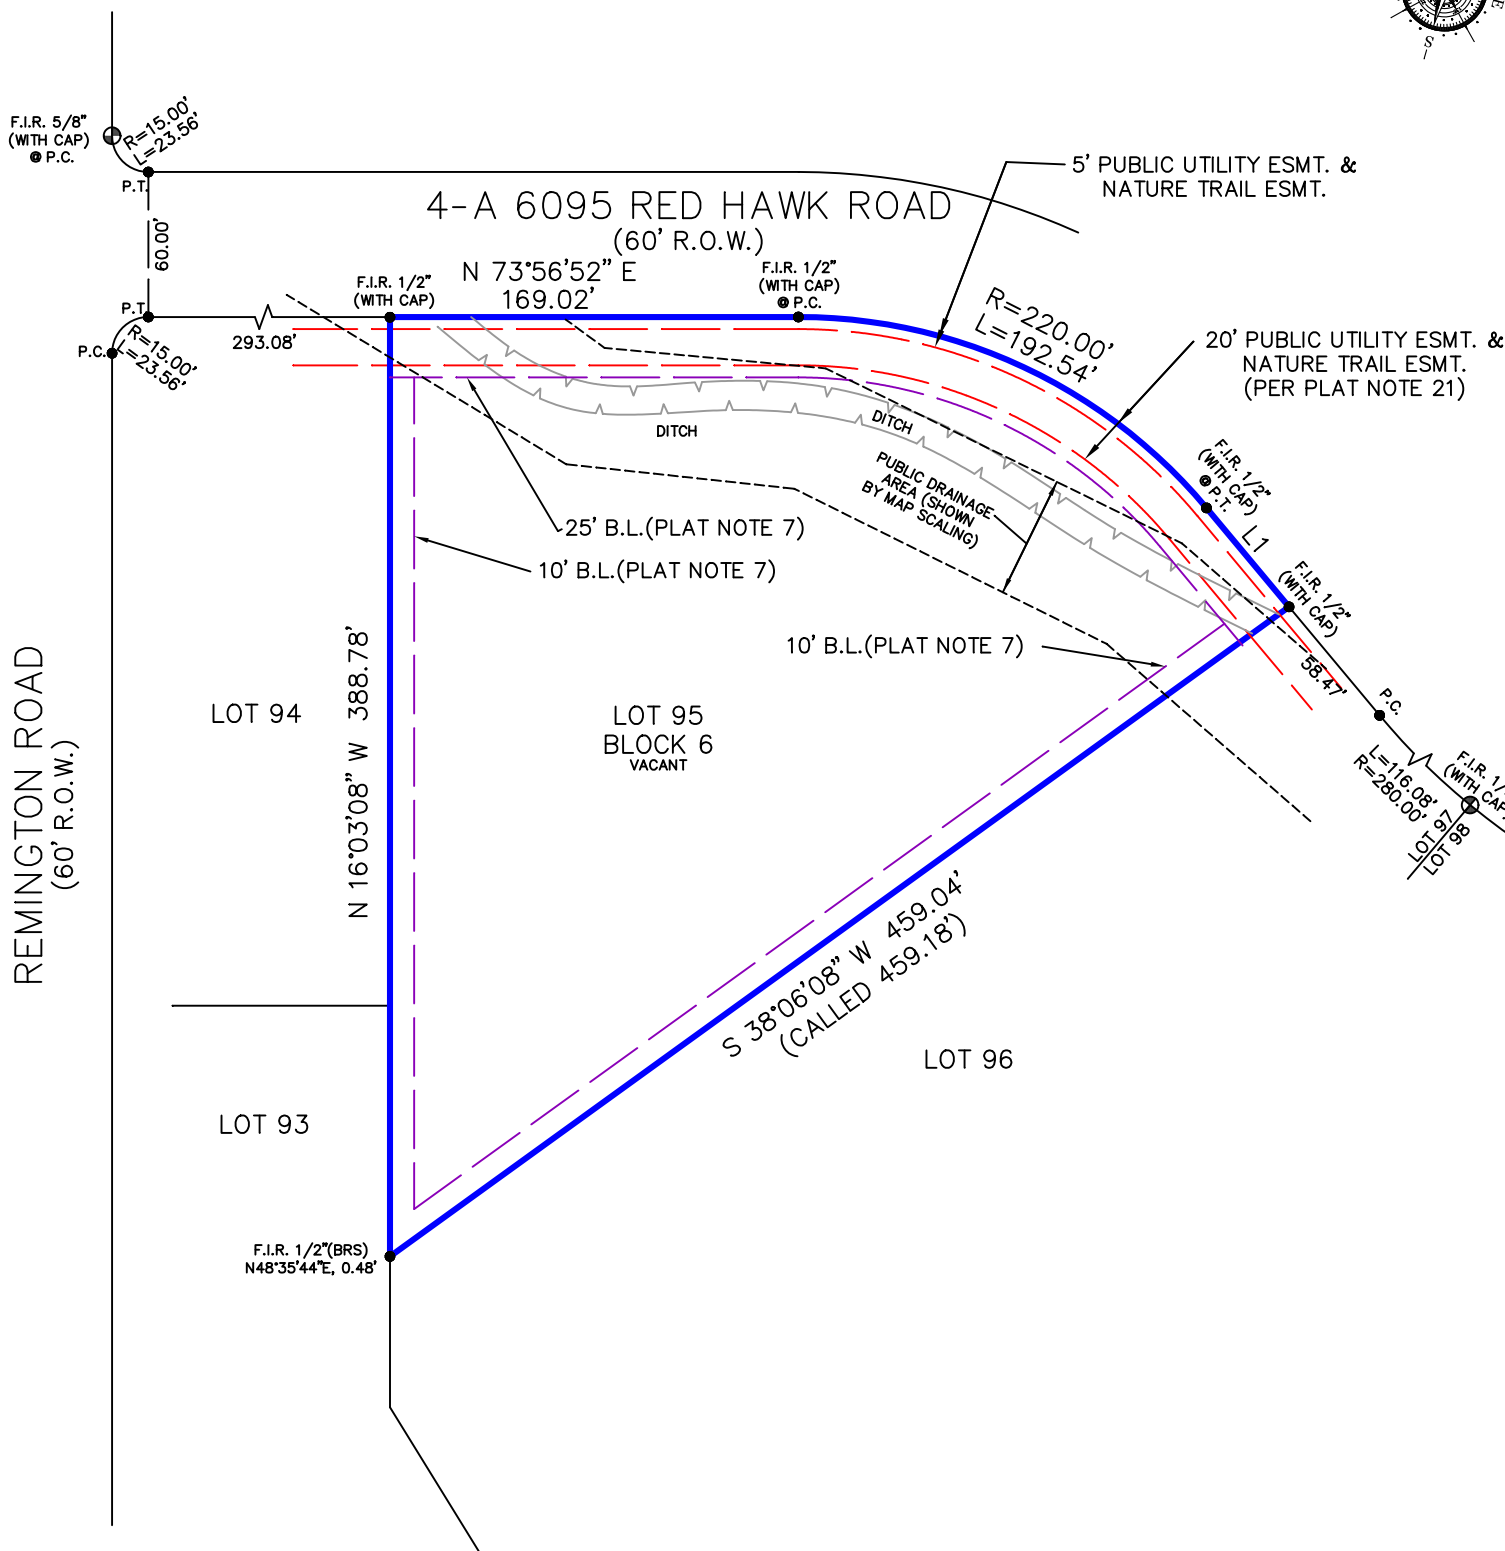 E
S
F.I.R. 5/8"
(WITH CAP)
@ P.C.
R=15.00'
L=23.56'
P.T.
60.00'
4-A 6095 RED HAWK ROAD
(60' R.O.W.)
5' PUBLIC UTILITY ESMT. &
NATURE TRAIL ESMT.
N 73°56'52" E
169.02'
F.I.R. 1/2"
(WITH CAP)
F.I.R. 1/2"
(WITH CAP)
@ P.C.
P.T.
293.08'
P.C.
R=15.00'
L=23.56'
R=220.00'
L=192.54'
20' PUBLIC UTILITY ESMT. &
NATURE TRAIL ESMT.
(PER PLAT NOTE 21)
DITCH
DITCH
PUBLIC DRAINAGE
AREA (SHOWN
BY MAP SCALING)
F.I.R. 1/2"
(WITH CAP)
@ P.T.
L1
25' B.L.(PLAT NOTE 7)
10' B.L.(PLAT NOTE 7)
F.I.R. 1/2"
(WITH CAP)
10' B.L.(PLAT NOTE 7)
58.47'
P.C.
REMINGTON ROAD
(60' R.O.W.)
LOT 94
N 16°03'08" W 388.78'
LOT 95
BLOCK 6
VACANT
L=116.08'
R=280.00'
F.I.R. 1/
(WITH CAP
LOT 97
LOT 98
S 38°06'08" W 459.04'
(CALLED 459.18')
LOT 96
LOT 93
F.I.R. 1/2"(BRS)
N48°35'44"E, 0.48'